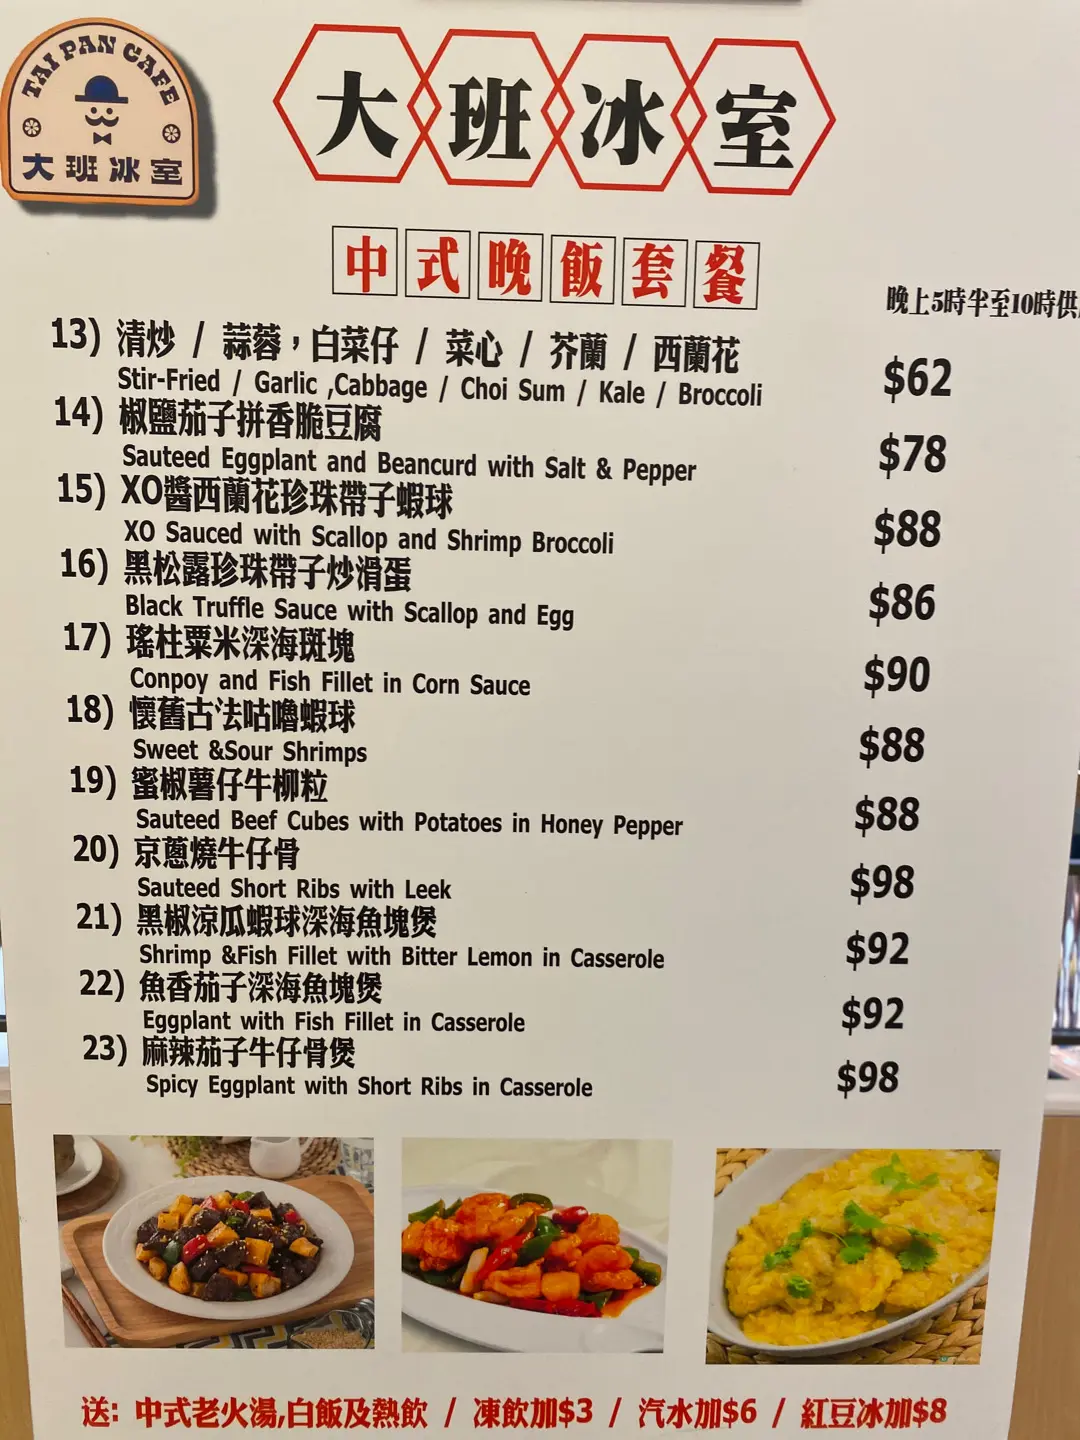 TAI PAN CAFE
大班冰室
大班冰室
中式晚飯套餐
晚上5時半至10時供
13) 清炒 / 蒜蓉，白菜仔 / 菜心 / 芥蘭 / 西蘭花 $62
Stir-Fried / Garlic ,Cabbage / Choi Sum / Kale / Broccoli
14) 椒鹽茄子拼香脆豆腐 $78
Sauteed Eggplant and Beancurd with Salt & Pepper
15) XO醬西蘭花珍珠帶子蝦球 $88
XO Sauced with Scallop and Shrimp Broccoli
16) 黑松露珍珠帶子炒滑蛋 $86
Black Truffle Sauce with Scallop and Egg
17) 瑤柱粟米深海斑塊 $90
Conpoy and Fish Fillet in Corn Sauce
18) 懷舊古法咕嚕蝦球 $88
Sweet &Sour Shrimps
19) 蜜椒薯仔牛柳粒 $88
Sauteed Beef Cubes with Potatoes in Honey Pepper
20) 京蔥燒牛仔骨 $98
Sauteed Short Ribs with Leek
21) 黑椒涼瓜蝦球深海魚塊煲 $92
Shrimp &Fish Fillet with Bitter Lemon in Casserole
22) 魚香茄子深海魚塊煲 $92
Eggplant with Fish Fillet in Casserole
23) 麻辣茄子牛仔骨煲 $98
Spicy Eggplant with Short Ribs in Casserole
送: 中式老火湯,白飯及熱飲 / 凍飲加$3 / 汽水加$6 / 紅豆冰加$8